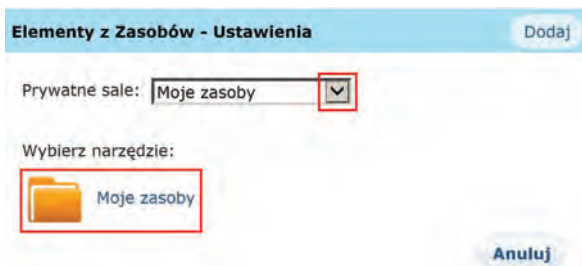 Elementy z Zasobów - Ustawienia Dodaj
Prywatne sale: Moje zasoby
Wybierz narzędzie:
Moje zasoby
Anuluj